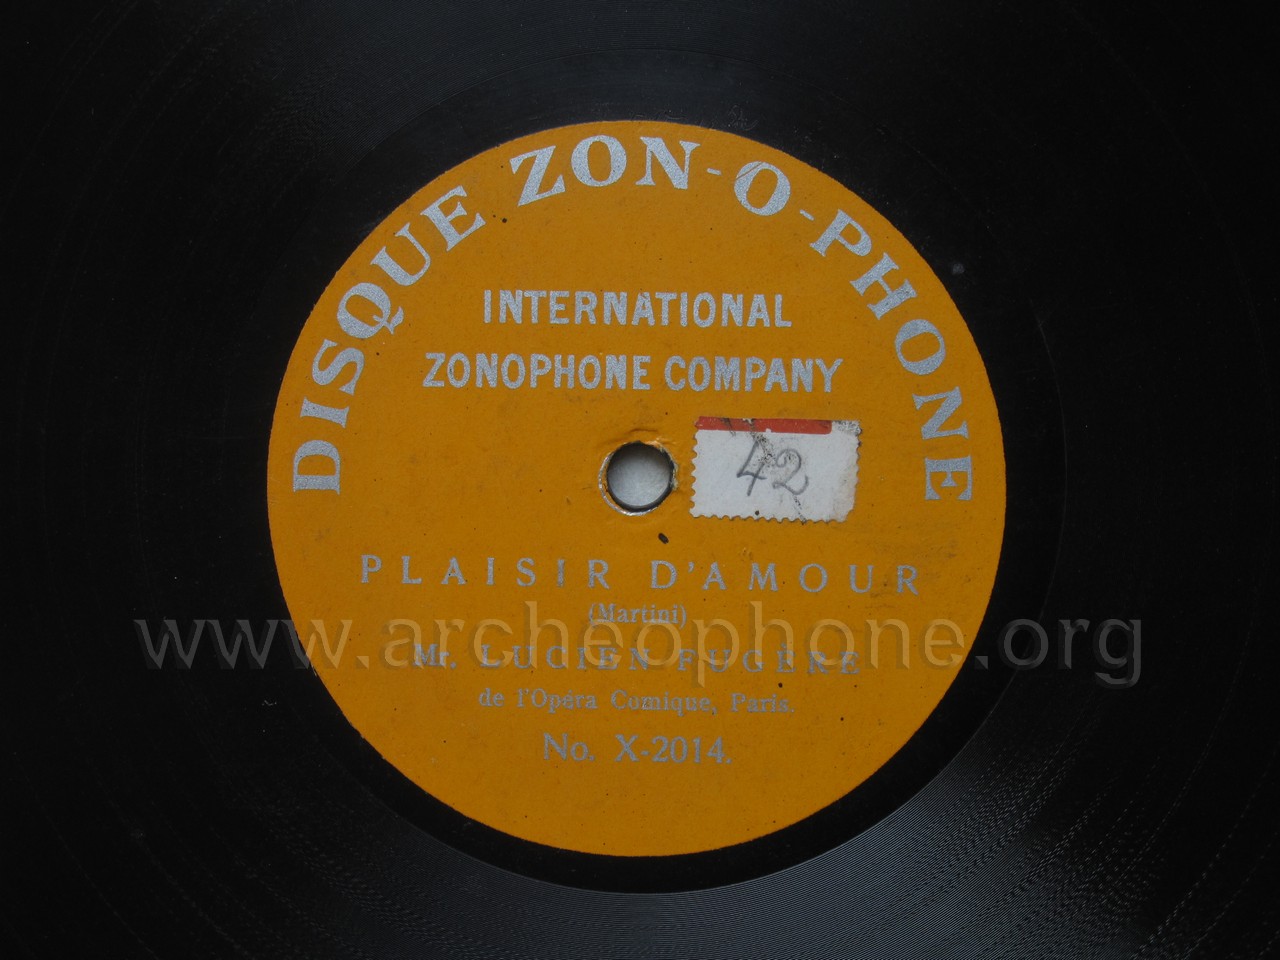 DISQUE ZON-O-PHONE
INTERNATIONAL
ZONOPHONE COMPANY
42
PLAISIR D'AMOUR
(Martini)
www.archeophone.org
Mr. LUCIEN FUGÈRE
de l'Opéra Comique, Paris.
No. X-2014.